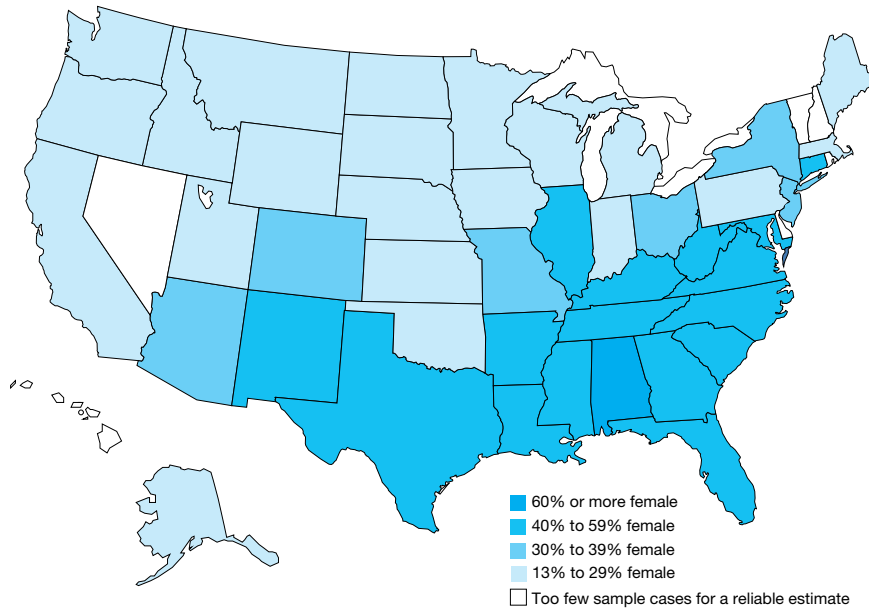 60% or more female
40% to 59% female
30% to 39% female
13% to 29% female
Too few sample cases for a reliable estimate